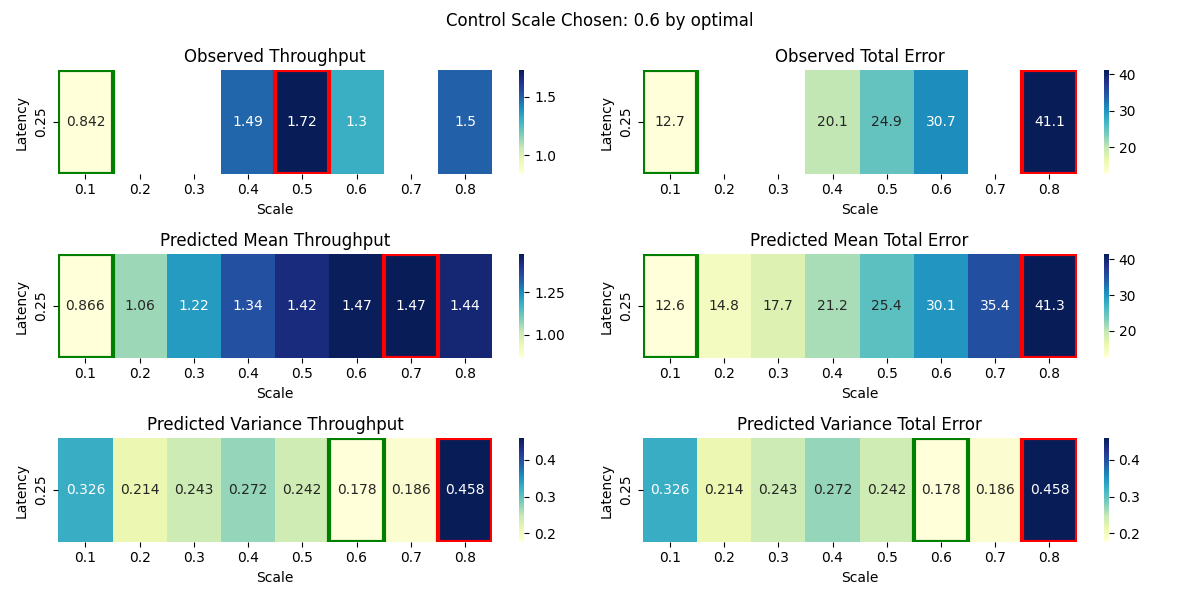 Control Scale Chosen: 0.6 by optimal
Observed Throughput
Latency
0.25
0.842 1.49 1.72 1.3 1.5
0.1 0.2 0.3 0.4 0.5 0.6 0.7 0.8
Scale
1.5
1.0
Observed Total Error
Latency
0.25
12.7 20.1 24.9 30.7 41.1
0.1 0.2 0.3 0.4 0.5 0.6 0.7 0.8
Scale
40
30
20
Predicted Mean Throughput
Latency
0.25
0.866 1.06 1.22 1.34 1.42 1.47 1.47 1.44
0.1 0.2 0.3 0.4 0.5 0.6 0.7 0.8
Scale
1.25
1.00
Predicted Mean Total Error
Latency
0.25
12.6 14.8 17.7 21.2 25.4 30.1 35.4 41.3
0.1 0.2 0.3 0.4 0.5 0.6 0.7 0.8
Scale
40
30
20
Predicted Variance Throughput
Latency
0.25
0.326 0.214 0.243 0.272 0.242 0.178 0.186 0.458
0.1 0.2 0.3 0.4 0.5 0.6 0.7 0.8
Scale
0.4
0.3
0.2
Predicted Variance Total Error
Latency
0.25
0.326 0.214 0.243 0.272 0.242 0.178 0.186 0.458
0.1 0.2 0.3 0.4 0.5 0.6 0.7 0.8
Scale
0.4
0.3
0.2